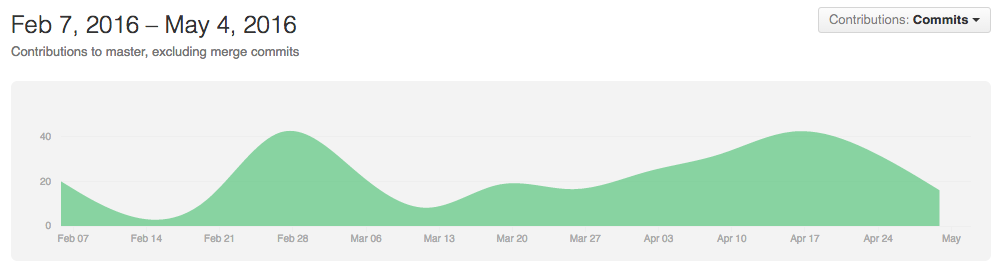 Feb 7, 2016 – May 4, 2016
Contributions: Commits
Contributions to master, excluding merge commits
40
20
0
Feb 07 Feb 14 Feb 21 Feb 28 Mar 06 Mar 13 Mar 20 Mar 27 Apr 03 Apr 10 Apr 17 Apr 24 May